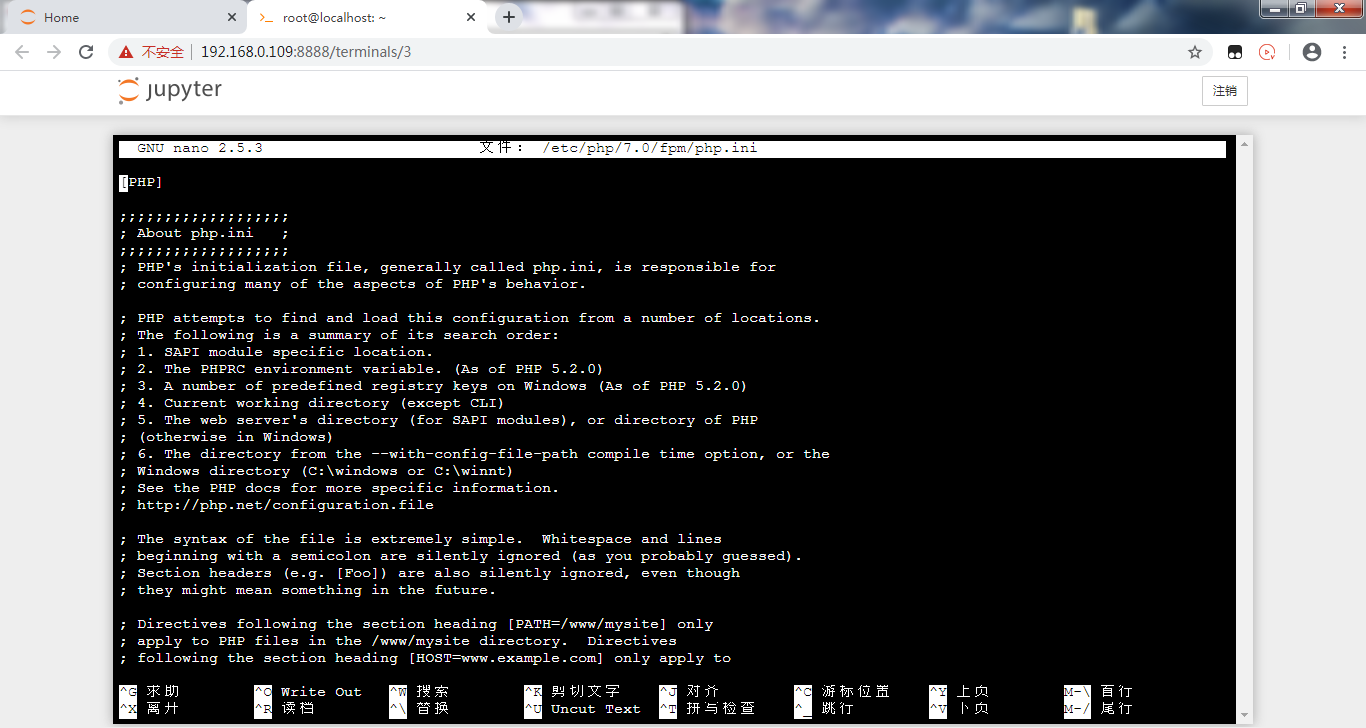 Home
root@localhost: ~
不安全 192.168.0.109:8888/terminals/3
jupyter
注销
GNU nano 2.5.3 文件： /etc/php/7.0/fpm/php.ini
[PHP]
;;;;;;;;;;;;;;;;;;;
; About php.ini   ;
;;;;;;;;;;;;;;;;;;;
; PHP's initialization file, generally called php.ini, is responsible for
; configuring many of the aspects of PHP's behavior.
; PHP attempts to find and load this configuration from a number of locations.
; The following is a summary of its search order:
; 1. SAPI module specific location.
; 2. The PHPRC environment variable. (As of PHP 5.2.0)
; 3. A number of predefined registry keys on Windows (As of PHP 5.2.0)
; 4. Current working directory (except CLI)
; 5. The web server's directory (for SAPI modules), or directory of PHP
; (otherwise in Windows)
; 6. The directory from the --with-config-file-path compile time option, or the
; Windows directory (C:\windows or C:\winnt)
; See the PHP docs for more specific information.
; http://php.net/configuration.file
; The syntax of the file is extremely simple.  Whitespace and lines
; beginning with a semicolon are silently ignored (as you probably guessed).
; Section headers (e.g. [Foo]) are also silently ignored, even though
; they might mean something in the future.
; Directives following the section heading [PATH=/www/mysite] only
; apply to PHP files in the /www/mysite directory.  Directives
; following the section heading [HOST=www.example.com] only apply to
^G 求助 ^O Write Out ^W 搜索 ^K 剪切文字 ^J 对齐 ^C 游标位置 ^Y 上页 M-\ 首行
^X 离开 ^R 读档 ^\ 替换 ^U Uncut Text ^T 拼写检查 ^_ 跳行 ^V 下页 M-/ 尾行